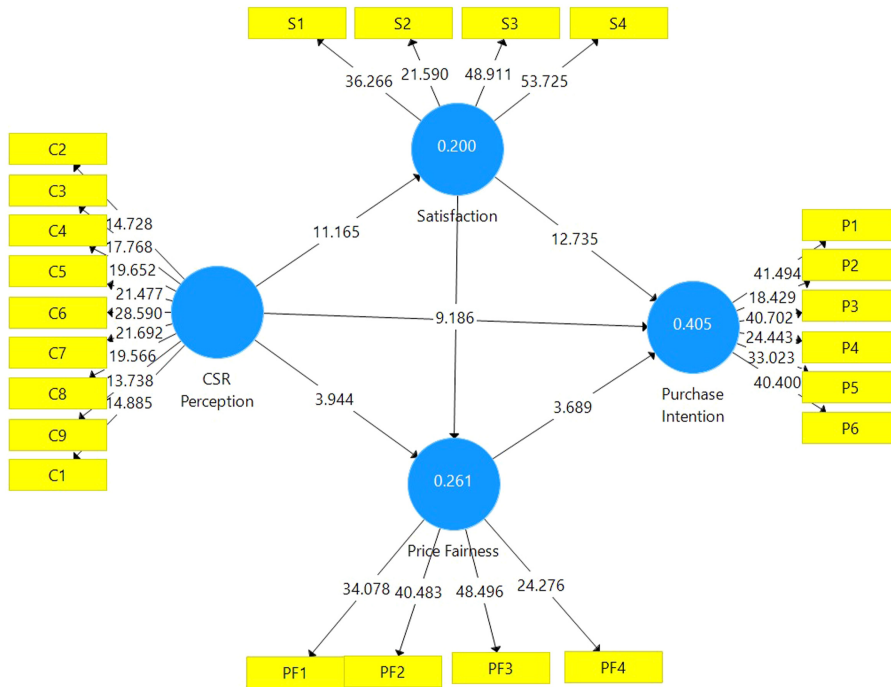 S1
S2
S3
S4
36.266
21.590
48.911
53.725
0.200
Satisfaction
C2
C3
C4
C5
C6
C7
C8
C9
C1
14.728
17.768
19.652
21.477
28.590
21.692
19.566
13.738
14.885
CSR
Perception
11.165
12.735
9.186
3.944
3.689
0.405
Purchase
Intention
41.494
18.429
40.702
24.443
33.023
40.400
P1
P2
P3
P4
P5
P6
0.261
Price Fairness
34.078
40.483
48.496
24.276
PF1
PF2
PF3
PF4